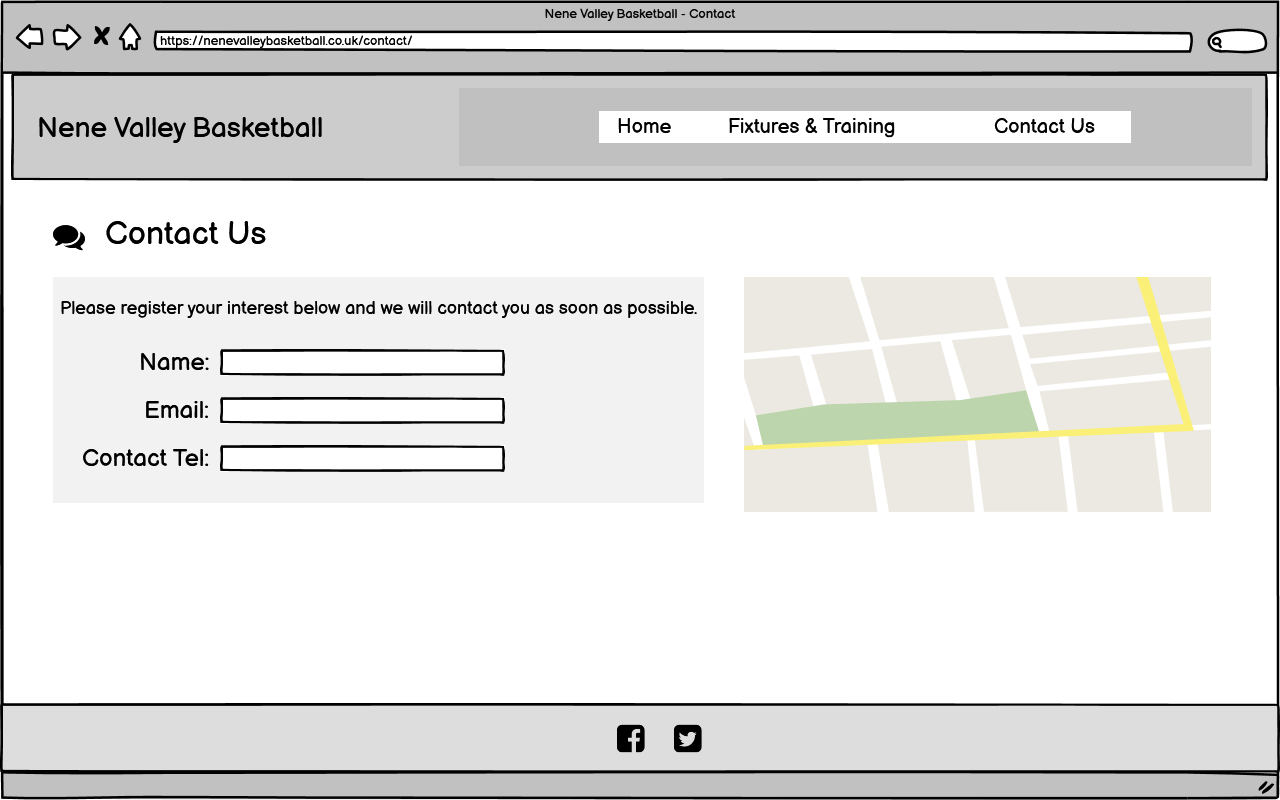 Nene Valley Basketball - Contact
https://nenevalleybasketball.co.uk/contact/
Nene Valley Basketball
Home Fixtures & Training Contact Us
Contact Us
Please register your interest below and we will contact you as soon as possible.
Name:
Email:
Contact Tel: